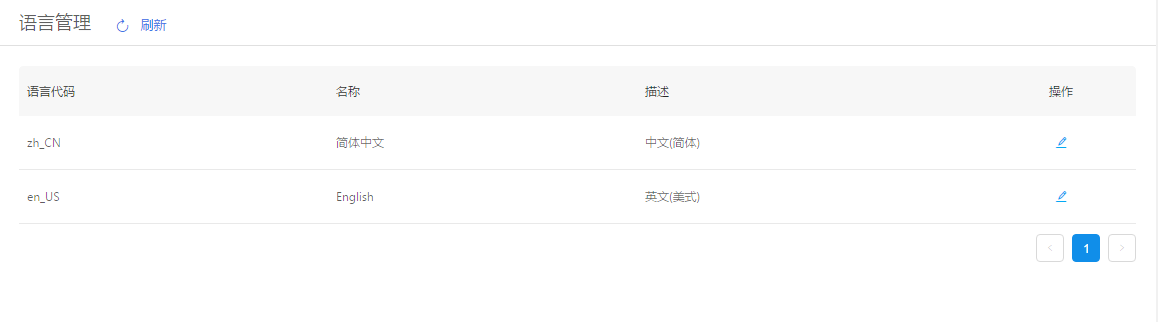 语言管理 刷新
语言代码 名称 描述 操作
zh_CN 简体中文 中文(简体)
en_US English 英文(美式)
1